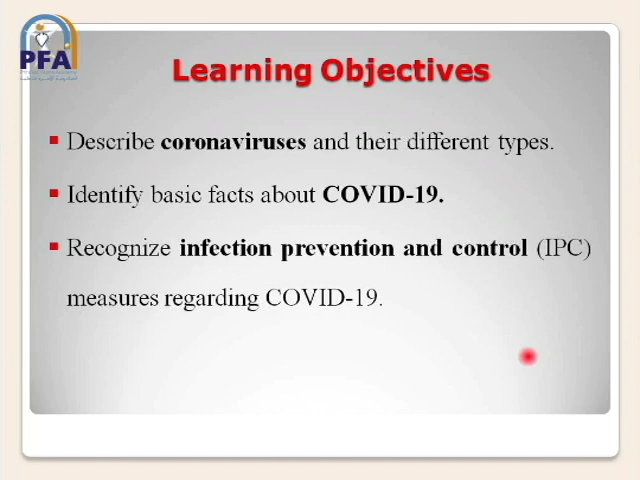 PFA
Learning Objectives
Describe coronaviruses and their different types.
Identify basic facts about COVID-19.
Recognize infection prevention and control (IPC)
measures regarding COVID-19.